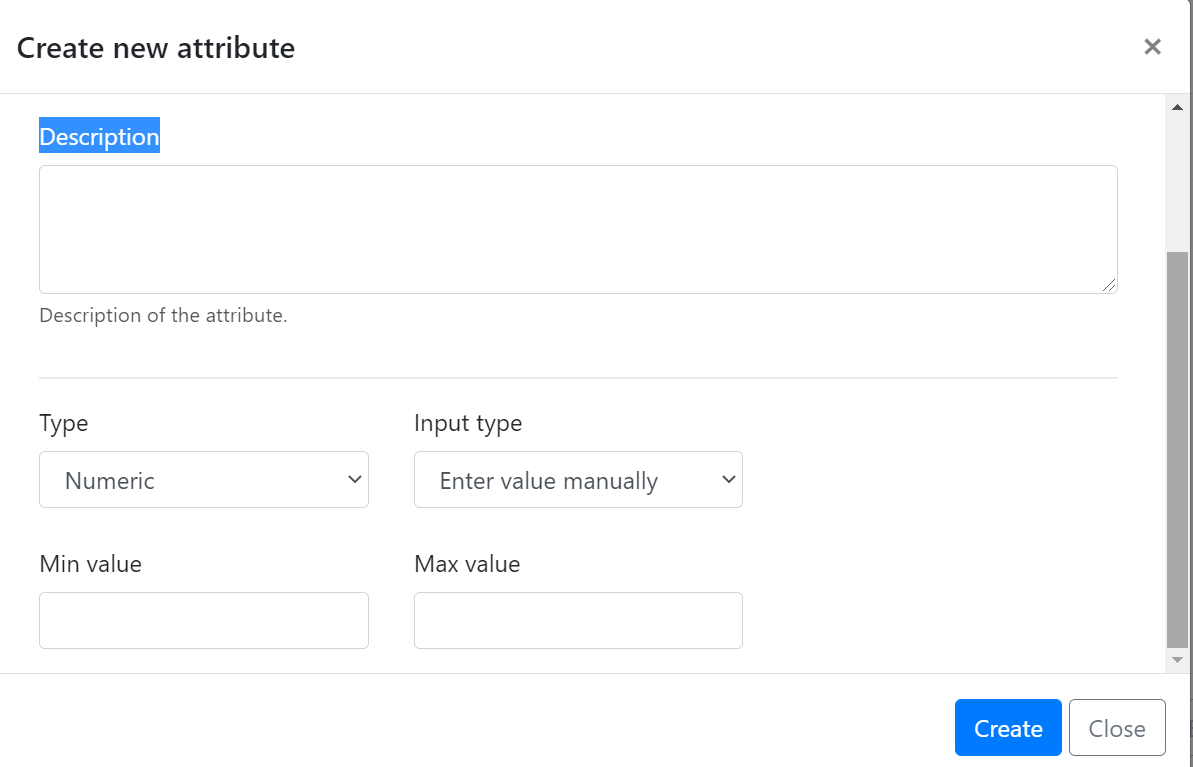 Create new attribute
Description
Description of the attribute.
Type
Input type
Numeric
Enter value manually
Min value
Max value
Create
Close